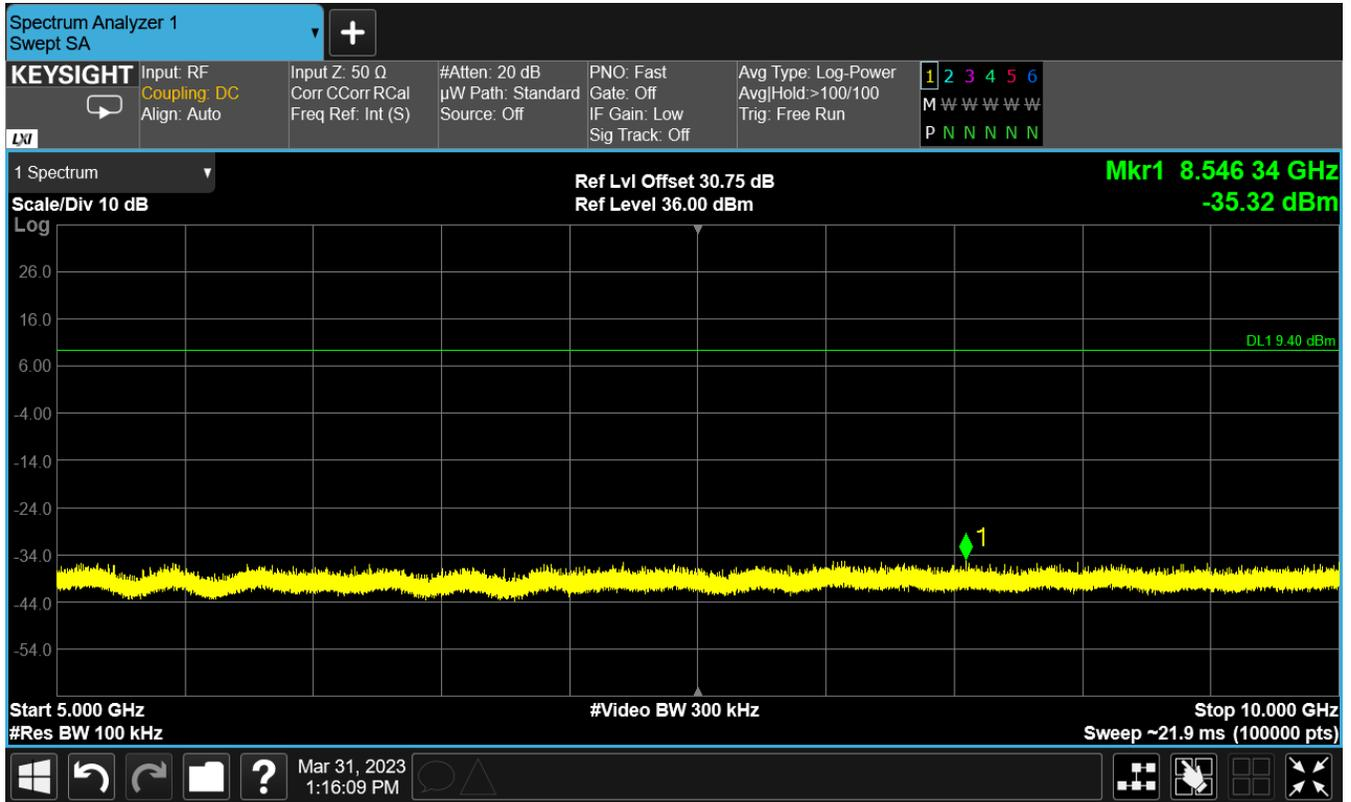 Spectrum Analyzer 1
Swept SA
KEYSIGHT
LXI
Input: RF
Coupling: DC
Align: Auto
Input Z: 50 Ω
Corr CCorr RCal
Freq Ref: Int (S)
#Atten: 20 dB
µW Path: Standard
Source: Off
PNO: Fast
Gate: Off
IF Gain: Low
Sig Track: Off
Avg Type: Log-Power
Avg|Hold:>100/100
Trig: Free Run
1 2 3 4 5 6
M W W W W W
P N N N N N
1 Spectrum
Scale/Div 10 dB
Log
Ref Lvl Offset 30.75 dB
Ref Level 36.00 dBm
Mkr1 8.546 34 GHz
-35.32 dBm
26.0
16.0
DL1 9.40 dBm
6.00
-4.00
-14.0
-24.0
1
-34.0
-44.0
-54.0
Start 5.000 GHz
#Res BW 100 kHz
#Video BW 300 kHz
Stop 10.000 GHz
Sweep ~21.9 ms (100000 pts)
?
Mar 31, 2023
1:16:09 PM